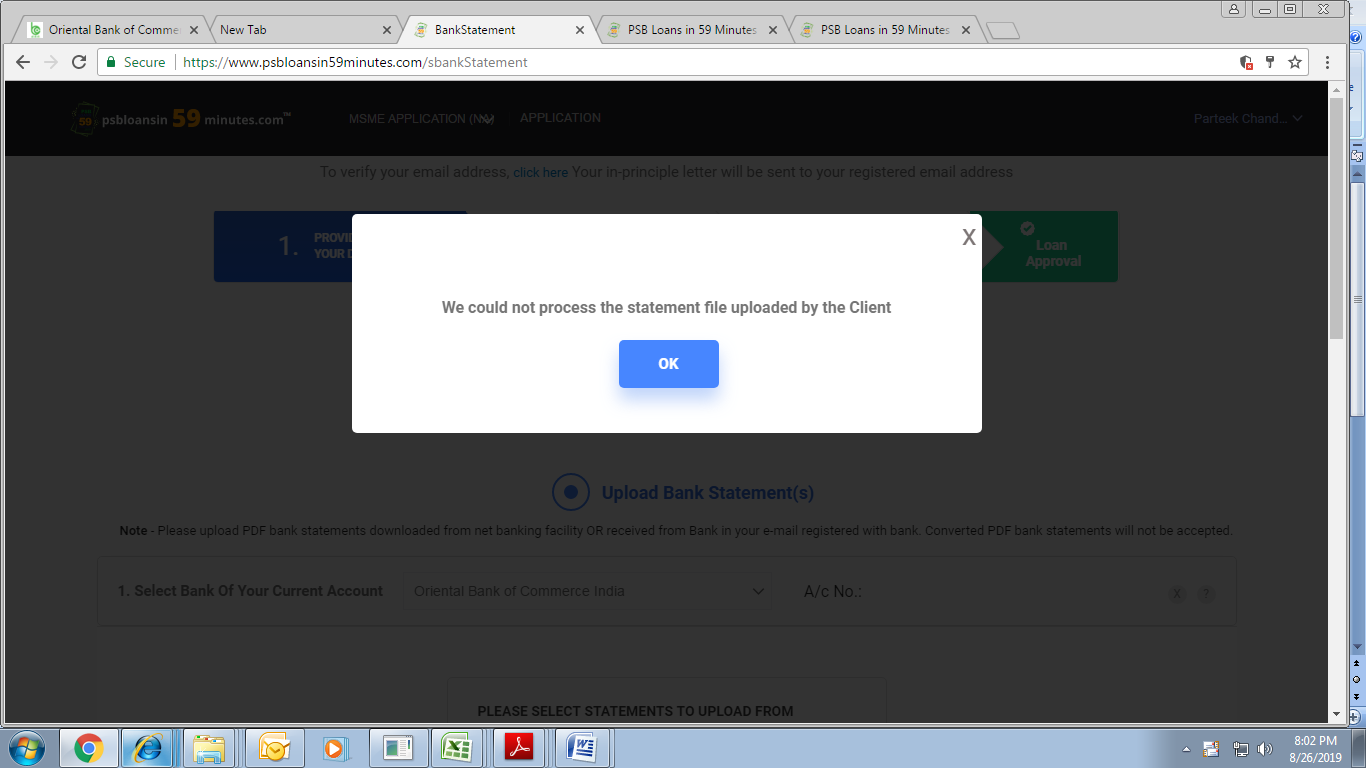 Oriental Bank of Comme
New Tab
BankStatement
PSB Loans in 59 Minutes
PSB Loans in 59 Minutes
Secure
https://www.psbloansin59minutes.com/sbankStatement
psbloansin 59 minutes.com™
MSME APPLICATION
APPLICATION
Parteek Chand...
To verify your email address, click here Your in-principle letter will be sent to your registered email address
1.
PROVID
YOUR D
Loan
Approval
X
We could not process the statement file uploaded by the Client
OK
Upload Bank Statement(s)
Note - Please upload PDF bank statements downloaded from net banking facility OR received from Bank in your e-mail registered with bank. Converted PDF bank statements will not be accepted.
1. Select Bank Of Your Current Account
Oriental Bank of Commerce India
A/c No.:
X
?
PLEASE SELECT STATEMENTS TO UPLOAD FROM
8:02 PM
8/26/2019